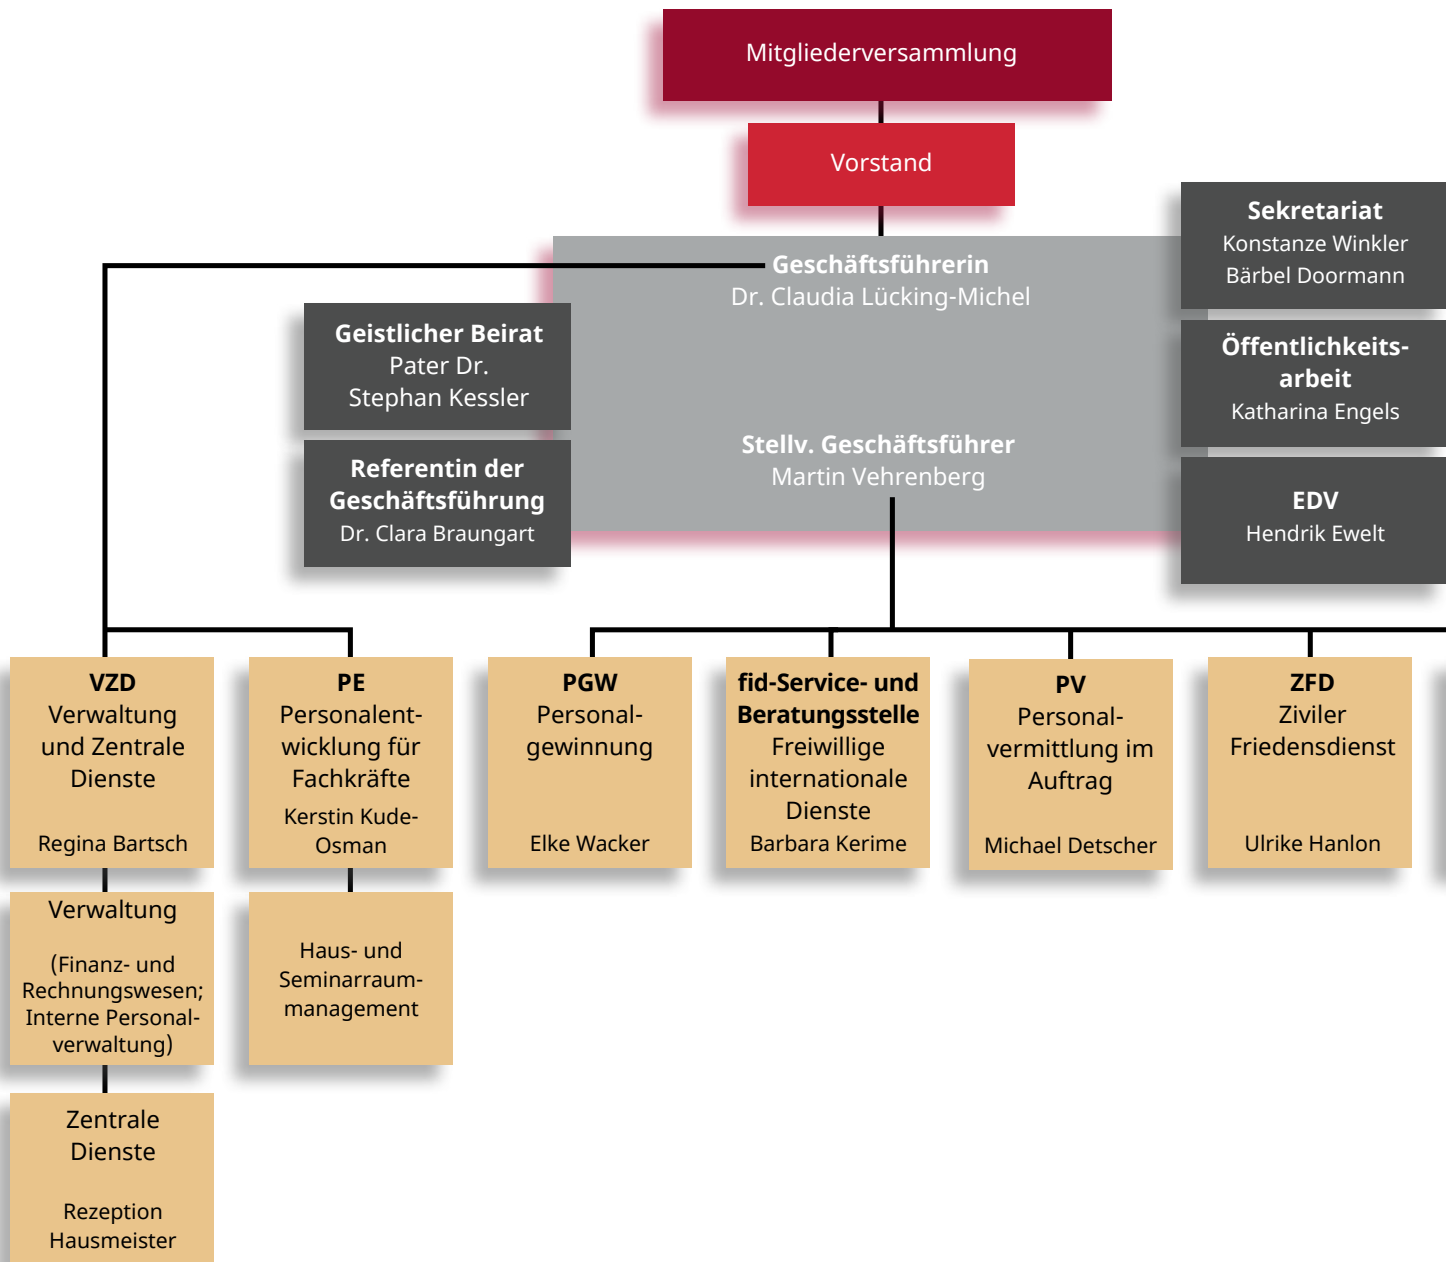 Mitgliederversammlung
Vorstand
Geschäftsführerin
Dr. Claudia Lücking-Michel
Stellv. Geschäftsführer
Martin Vehrenberg
Geistlicher Beirat
Pater Dr.
Stephan Kessler
Referentin der
Geschäftsführung
Dr. Clara Braungart
Sekretariat
Konstanze Winkler
Bärbel Doormann
Öffentlichkeits-
arbeit
Katharina Engels
EDV
Hendrik Ewelt
VZD
Verwaltung
und Zentrale
Dienste
Regina Bartsch
Verwaltung
(Finanz- und
Rechnungswesen;
Interne Personal-
verwaltung)
Zentrale
Dienste
Rezeption
Hausmeister
PE
Personalent-
wicklung für
Fachkräfte
Kerstin Kude-
Osman
Haus- und
Seminarraum-
management
PGW
Personal-
gewinnung
Elke Wacker
fid-Service- und
Beratungsstelle
Freiwillige
internationale
Dienste
Barbara Kerime
PV
Personal-
vermittlung im
Auftrag
Michael Detscher
ZFD
Ziviler
Friedensdienst
Ulrike Hanlon